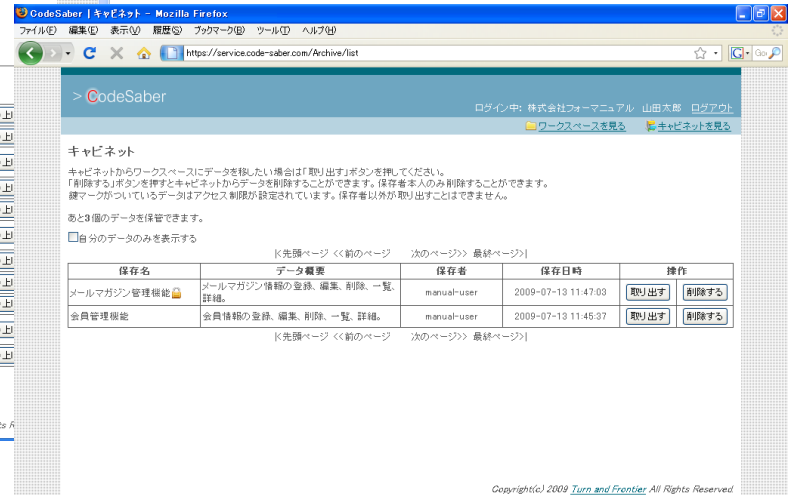 CodeSaber | キャビネット - Mozilla Firefox
ファイル(F) 編集(E) 表示(V) 履歴(S) ブックマーク(B) ツール(T) ヘルプ(H)
https://service.code-saber.com/Archive/list
> CodeSaber
ログイン中: 株式会社フォーマニュアル 山田太郎 ログアウト
ワークスペースを見る キャビネットを見る
キャビネット
キャビネットからワークスペースにデータを移したい場合は「取り出す」ボタンを押してください。
「削除する」ボタンを押すとキャビネットからデータを削除することができます。保存者本人のみ削除することができます。
錠マークがついているデータはアクセス制限が設定されています。保存者以外が取り出すことはできません。
あと3個のデータを保管できます。
自分のデータのみを表示する
|<先頭ページ <<前のページ 次のページ>> 最終ページ>|
保存名 データ概要 保存者 保存日時 操作
メールマガジン管理機能 メールマガジン情報の登録、編集、削除、一覧、詳細。 manual-user 2009-07-13 11:47:03 取り出す 削除する
会員管理機能 会員情報の登録、編集、削除、一覧、詳細。 manual-user 2009-07-13 11:45:37 取り出す 削除する
|<先頭ページ <<前のページ 次のページ>> 最終ページ>|
Copyright(c) 2009 Turn and Frontier All Rights Reserved.